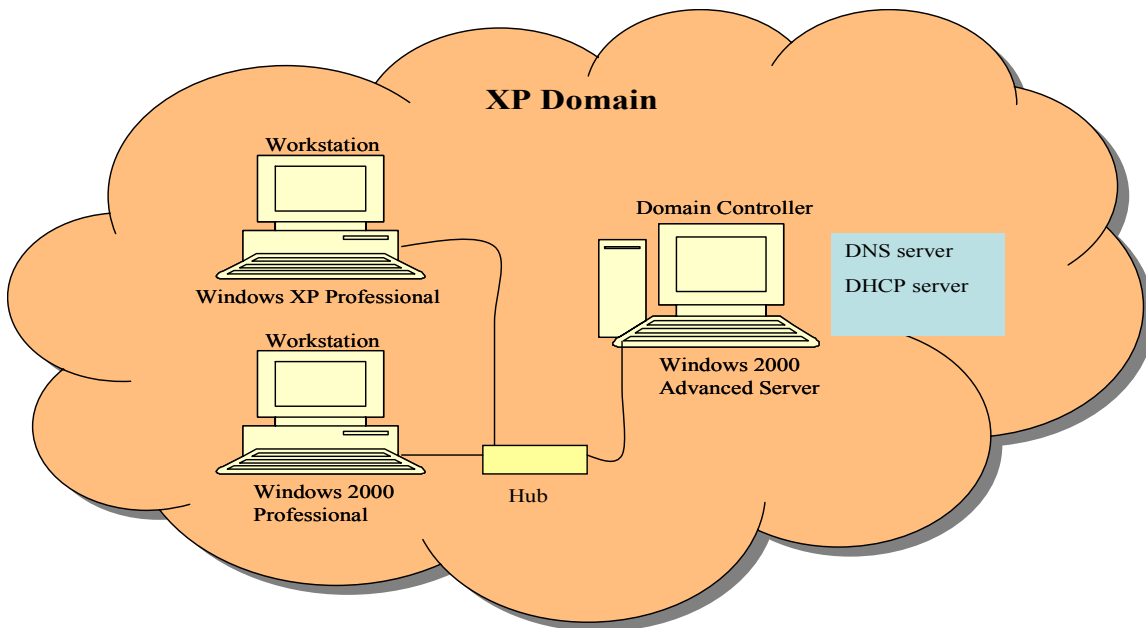 XP Domain
Workstation
Windows XP Professional
Workstation
Windows 2000
Professional
Hub
Domain Controller
Windows 2000
Advanced Server
DNS server
DHCP server